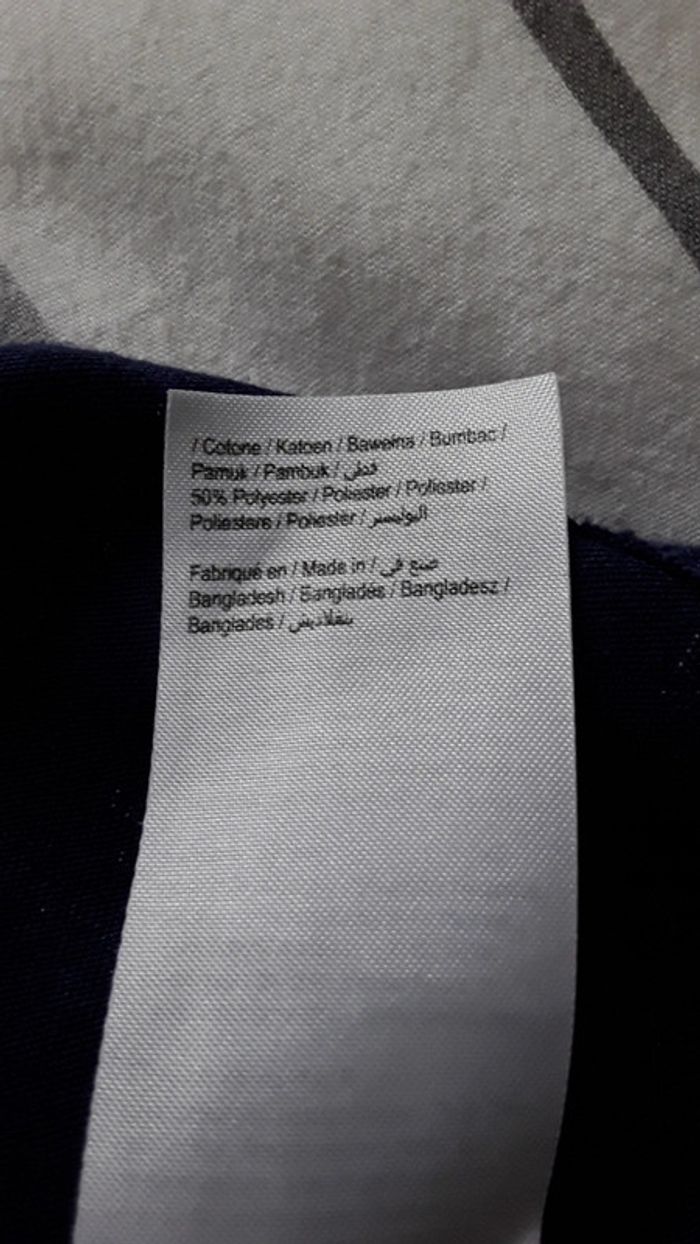 / Cotone / Katoen / Bawełna / Bumbac /
Pamuk / Pambuk / قطن
50% Polyester / Poliester / Poliéster /
Poliestere / Poliester / البوليستر
Fabriqué en / Made in / صنع في
Bangladesh / Bangladés / Bangladesz /
Banglades / بنغلاديش